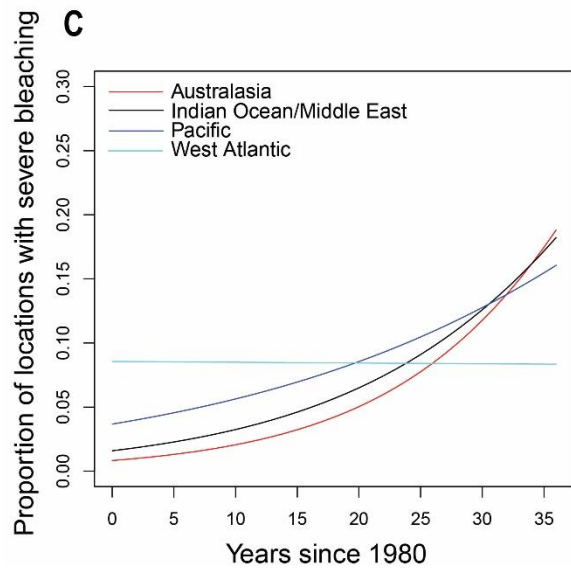 C
Proportion of locations with severe bleaching
0.30
0.25
0.20
0.15
0.10
0.05
0.00
Australasia
Indian Ocean/Middle East
Pacific
West Atlantic
0 5 10 15 20 25 30 35
Years since 1980